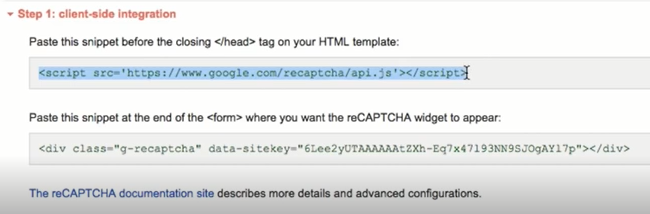 Step 1: client-side integration
Paste this snippet before the closing </head> tag on your HTML template:
<script src='https://www.google.com/recaptcha/api.js'></script>
Paste this snippet at the end of the <form> where you want the reCAPTCHA widget to appear:
<div class="g-recaptcha" data-sitekey="6Lee2yUTAAAAAAtZXh-Eq7x47193NN9SJOgAYl7p"></div>
The reCAPTCHA documentation site describes more details and advanced configurations.